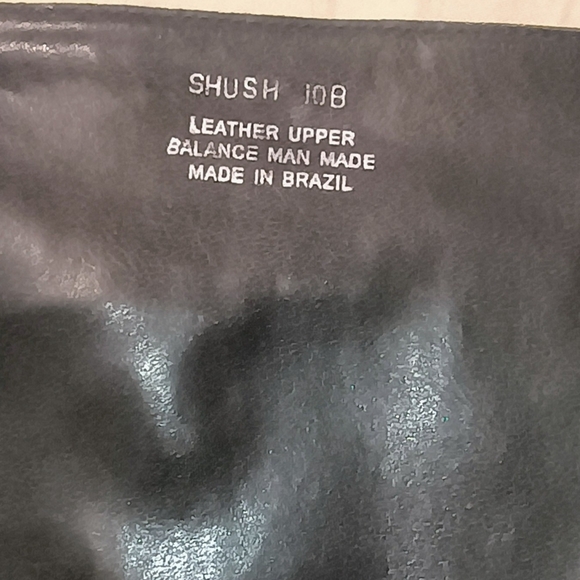 SHUSH 10B
LEATHER UPPER
BALANCE MAN MADE
MADE IN BRAZIL